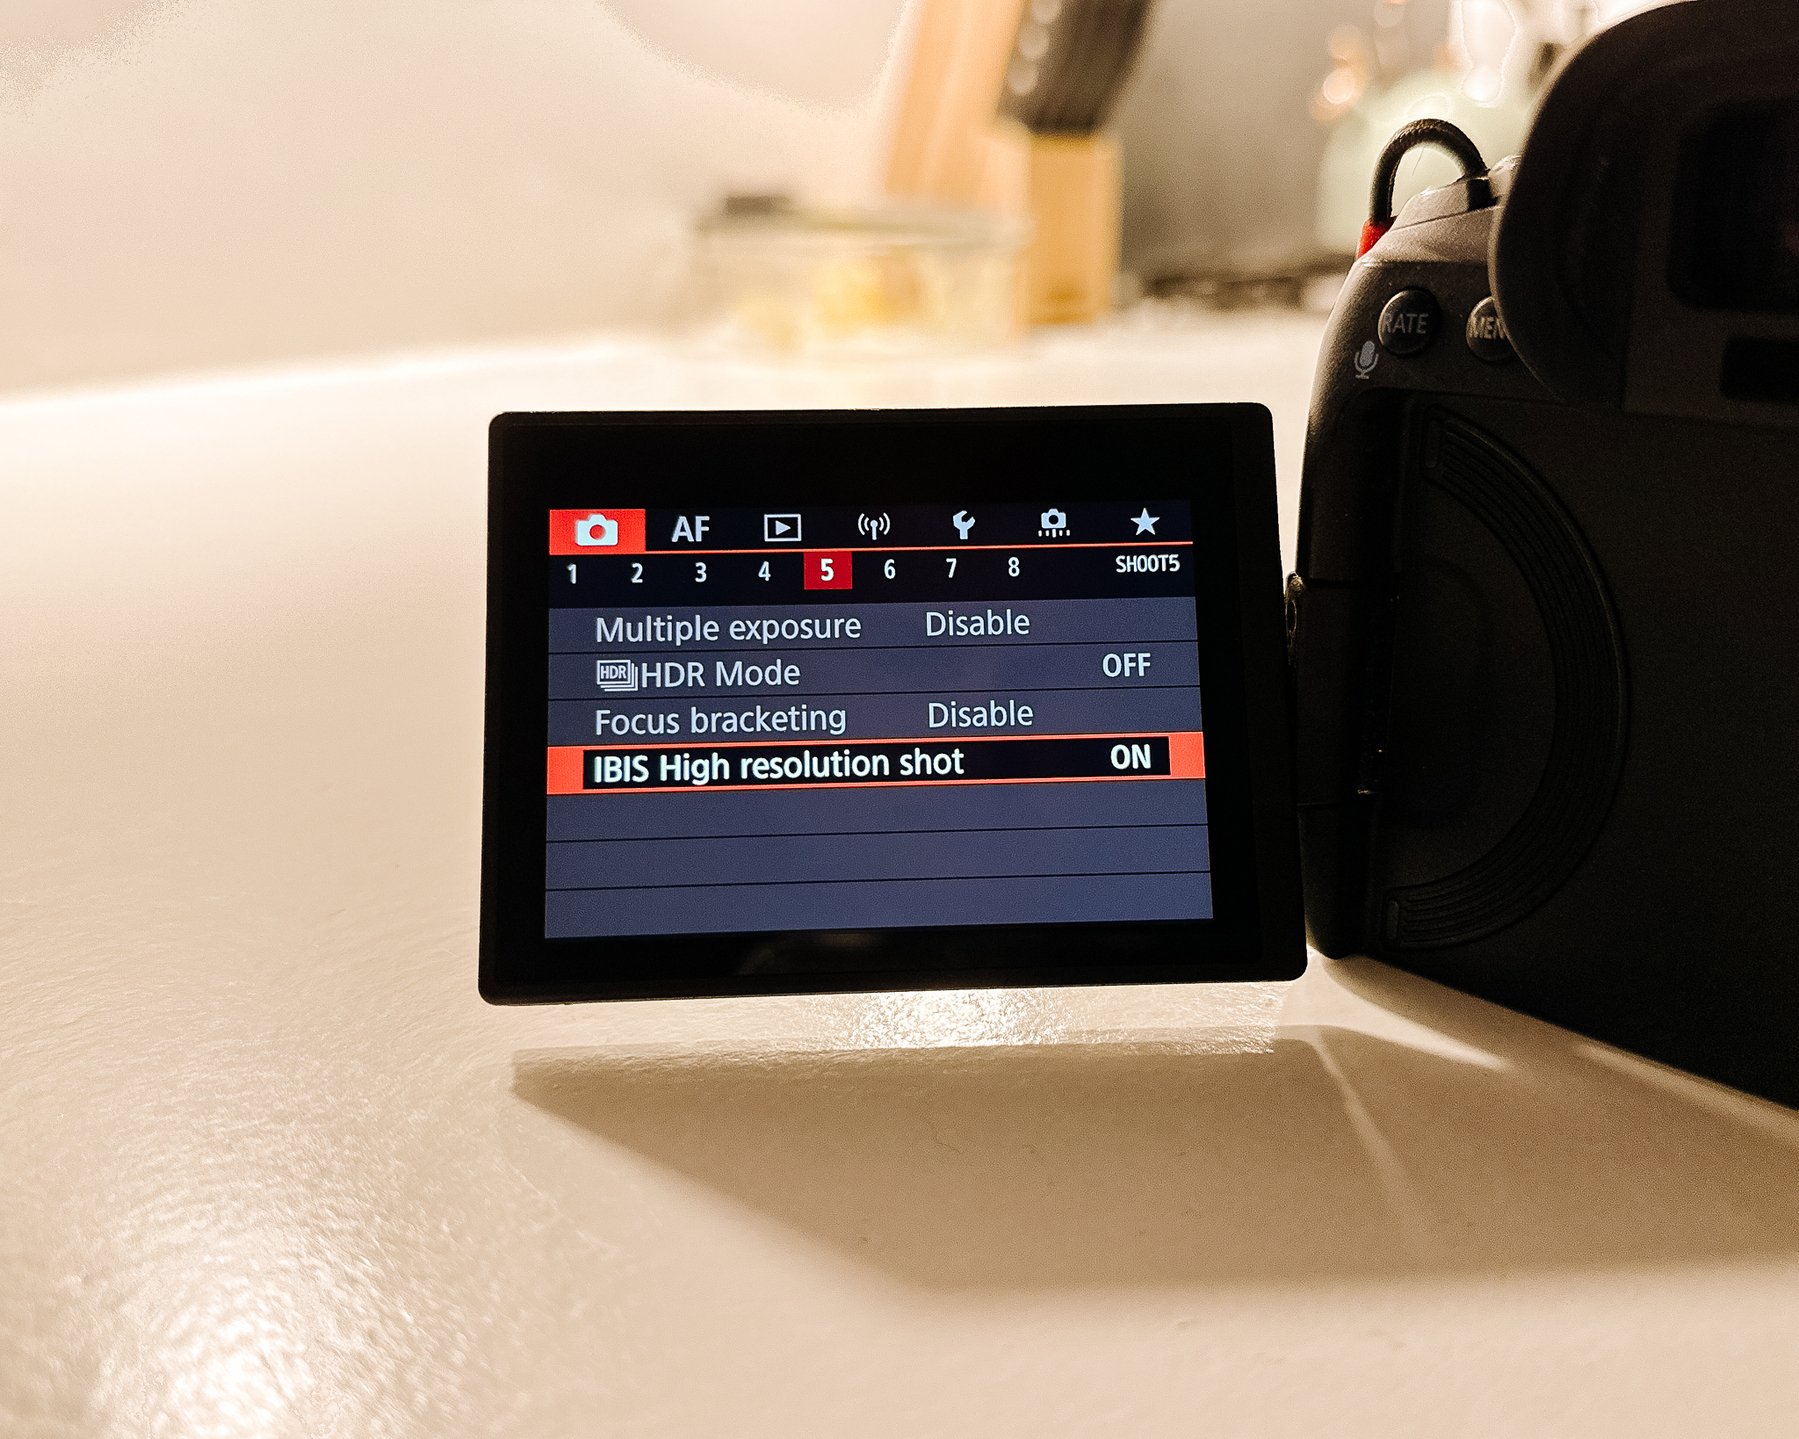 RATE MEN
AF
1 2 3 4 5 6 7 8 SHOOT5
Multiple exposure Disable
HDR HDR Mode OFF
Focus bracketing Disable
IBIS High resolution shot ON